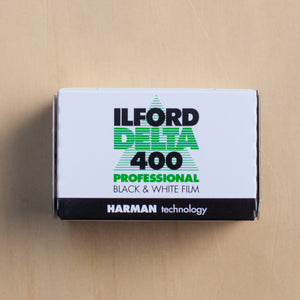 ILFORD
DELTA
400
PROFESSIONAL
BLACK & WHITE FILM
HARMAN technology